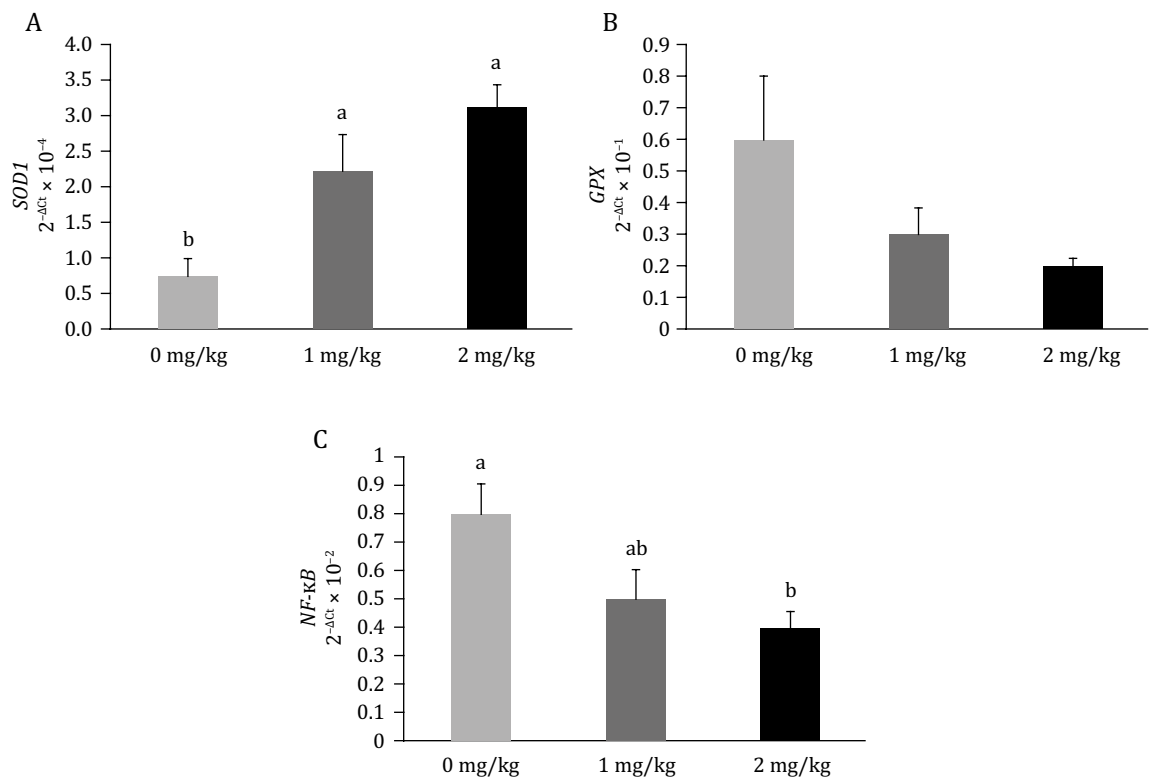 A
SOD1
2⁻ΔCt × 10⁻⁴
4.0
3.5
3.0
2.5
2.0
1.5
1.0
0.5
0.0
b
a
a
0 mg/kg 1 mg/kg 2 mg/kg
B
GPX
2⁻ΔCt × 10⁻¹
0.9
0.8
0.7
0.6
0.5
0.4
0.3
0.2
0.1
0
0 mg/kg 1 mg/kg 2 mg/kg
C
NF-κB
2⁻ΔCt × 10⁻²
1
0.9
0.8
0.7
0.6
0.5
0.4
0.3
0.2
0.1
0
a
ab
b
0 mg/kg 1 mg/kg 2 mg/kg